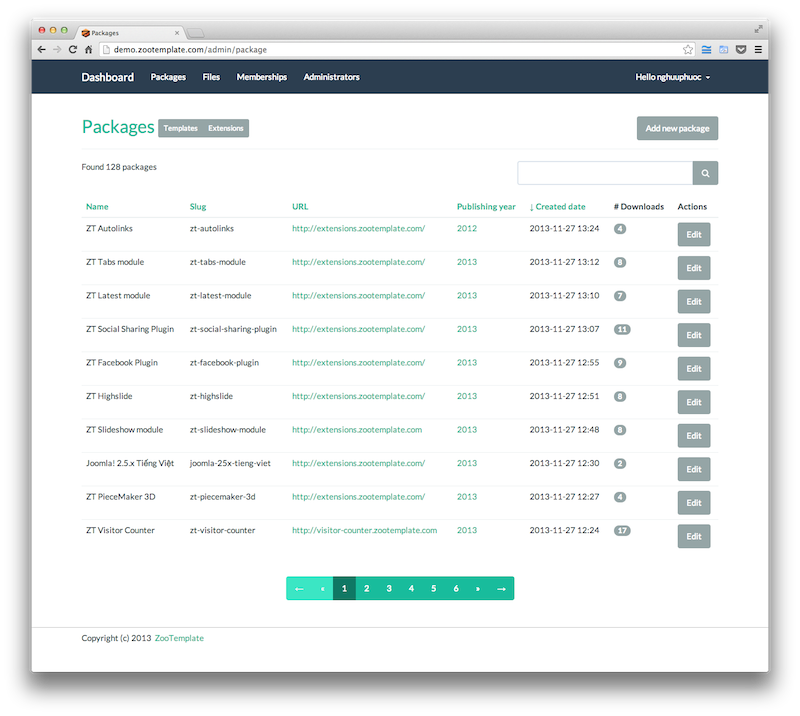 Packages
demo.zootemplate.com/admin/package
Dashboard Packages Files Memberships Administrators Hello nghuuphuoc
Packages Templates Extensions Add new package
Found 128 packages
Name Slug URL Publishing year ↓ Created date # Downloads Actions
ZT Autolinks zt-autolinks http://extensions.zootemplate.com/ 2012 2013-11-27 13:24 4 Edit
ZT Tabs module zt-tabs-module http://extensions.zootemplate.com/ 2013 2013-11-27 13:12 8 Edit
ZT Latest module zt-latest-module http://extensions.zootemplate.com/ 2013 2013-11-27 13:10 7 Edit
ZT Social Sharing Plugin zt-social-sharing-plugin http://extensions.zootemplate.com/ 2013 2013-11-27 13:07 11 Edit
ZT Facebook Plugin zt-facebook-plugin http://extensions.zootemplate.com/ 2013 2013-11-27 12:55 9 Edit
ZT Highslide zt-highslide http://extensions.zootemplate.com/ 2013 2013-11-27 12:51 8 Edit
ZT Slideshow module zt-slideshow-module http://extensions.zootemplate.com 2013 2013-11-27 12:48 8 Edit
Joomla! 2.5.x Tiếng Việt joomla-25x-tieng-viet http://extensions.zootemplate.com/ 2013 2013-11-27 12:30 2 Edit
ZT PieceMaker 3D zt-piecemaker-3d http://extensions.zootemplate.com/ 2013 2013-11-27 12:27 4 Edit
ZT Visitor Counter zt-visitor-counter http://visitor-counter.zootemplate.com 2013 2013-11-27 12:24 17 Edit
← « 1 2 3 4 5 6 » →
Copyright (c) 2013 ZooTemplate